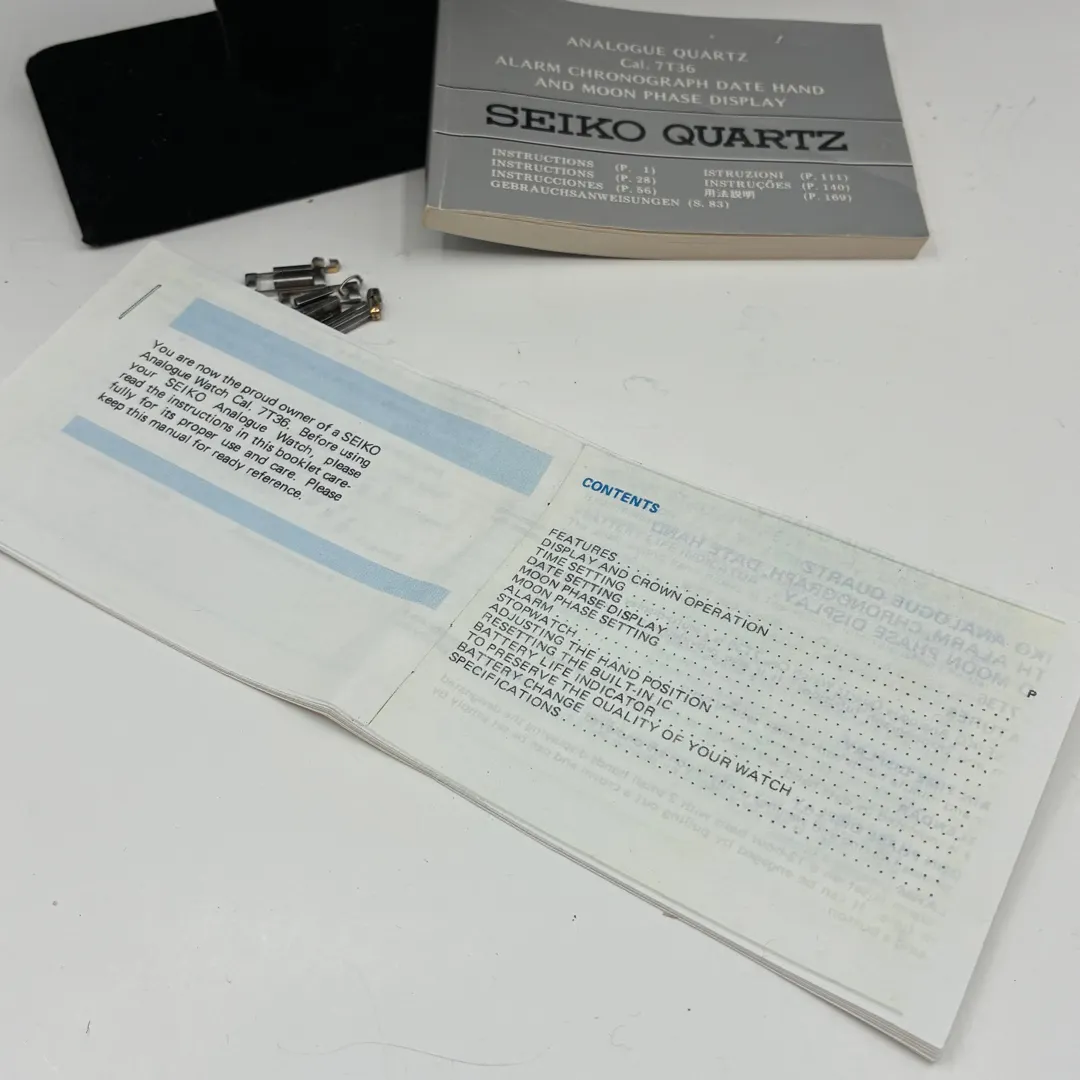 ANALOGUE QUARTZ
Cal. 7T36
ALARM CHRONOGRAPH DATE HAND
AND MOON PHASE DISPLAY
SEIKO QUARTZ
INSTRUCTIONS (P. 1)
INSTRUCTIONS (P. 28)
INSTRUCCIONES (P. 56)
GEBRAUCHSANWEISUNGEN (S. 83)
ISTRUZIONI (P. 111)
INSTRUÇÕES (P. 140)
用法説明 (P. 169)
You are now the proud owner of a SEIKO
Analogue Watch Cal. 7T36. Before using
your SEIKO Analogue Watch, please
read the instructions in this booklet care-
fully for its proper use and care. Please
keep this manual for ready reference.
CONTENTS
P
FEATURES
DISPLAY AND CROWN OPERATION
TIME SETTING
DATE SETTING
MOON PHASE DISPLAY
MOON PHASE SETTING
ALARM
STOPWATCH
ADJUSTING THE HAND POSITION
RESETTING THE BUILT-IN IC
BATTERY LIFE INDICATOR
TO PRESERVE THE QUALITY OF YOUR WATCH
BATTERY CHANGE
SPECIFICATIONS